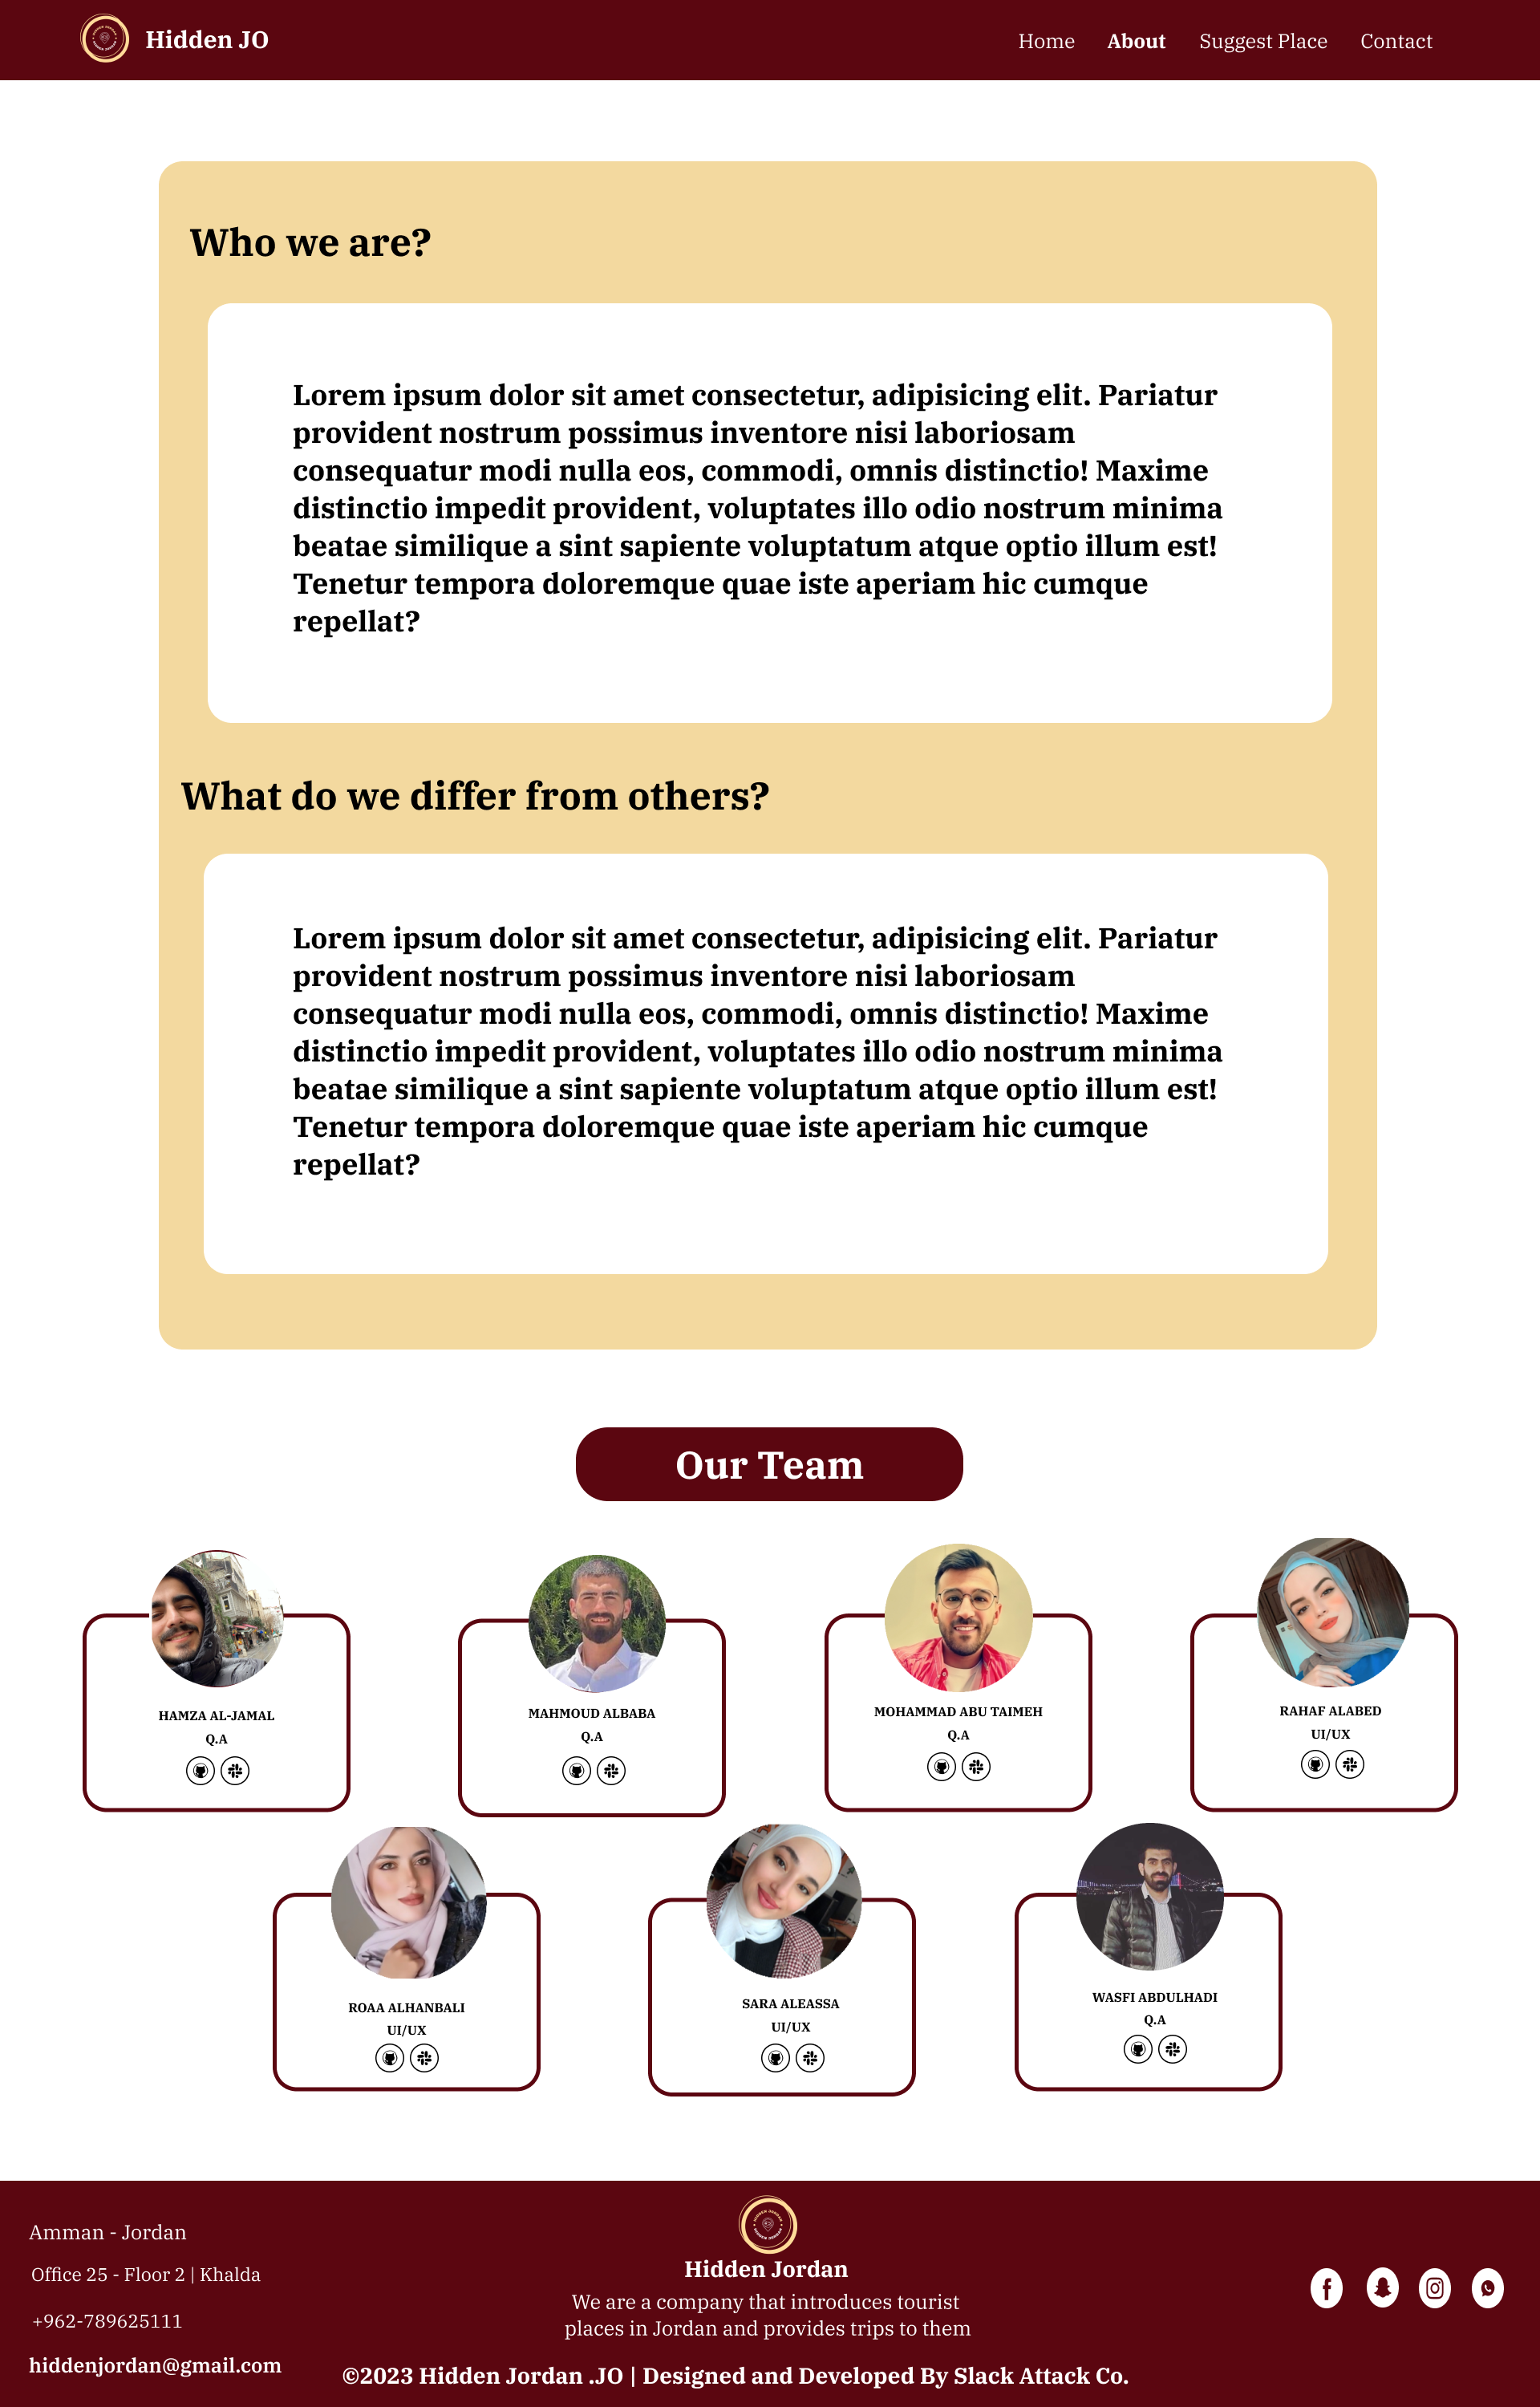 Hidden JO
Home About Suggest Place Contact
Who we are?
Lorem ipsum dolor sit amet consectetur, adipisicing elit. Pariatur
provident nostrum possimus inventore nisi laboriosam
consequatur modi nulla eos, commodi, omnis distinctio! Maxime
distinctio impedit provident, voluptates illo odio nostrum minima
beatae similique a sint sapiente voluptatum atque optio illum est!
Tenetur tempora doloremque quae iste aperiam hic cumque
repellat?
What do we differ from others?
Lorem ipsum dolor sit amet consectetur, adipisicing elit. Pariatur
provident nostrum possimus inventore nisi laboriosam
consequatur modi nulla eos, commodi, omnis distinctio! Maxime
distinctio impedit provident, voluptates illo odio nostrum minima
beatae similique a sint sapiente voluptatum atque optio illum est!
Tenetur tempora doloremque quae iste aperiam hic cumque
repellat?
Our Team
HAMZA AL-JAMAL
Q.A
MAHMOUD ALBABA
Q.A
MOHAMMAD ABU TAIMEH
Q.A
RAHAF ALABED
UI/UX
ROAA ALHANBALI
UI/UX
SARA ALEASSA
UI/UX
WASFI ABDULHADI
Q.A
Amman - Jordan
Office 25 - Floor 2 | Khalda
+962-789625111
hiddenjordan@gmail.com
HIDDEN JORDAN
HIDDEN JORDAN
Hidden Jordan
We are a company that introduces tourist
places in Jordan and provides trips to them
©2023 Hidden Jordan .JO | Designed and Developed By Slack Attack Co.